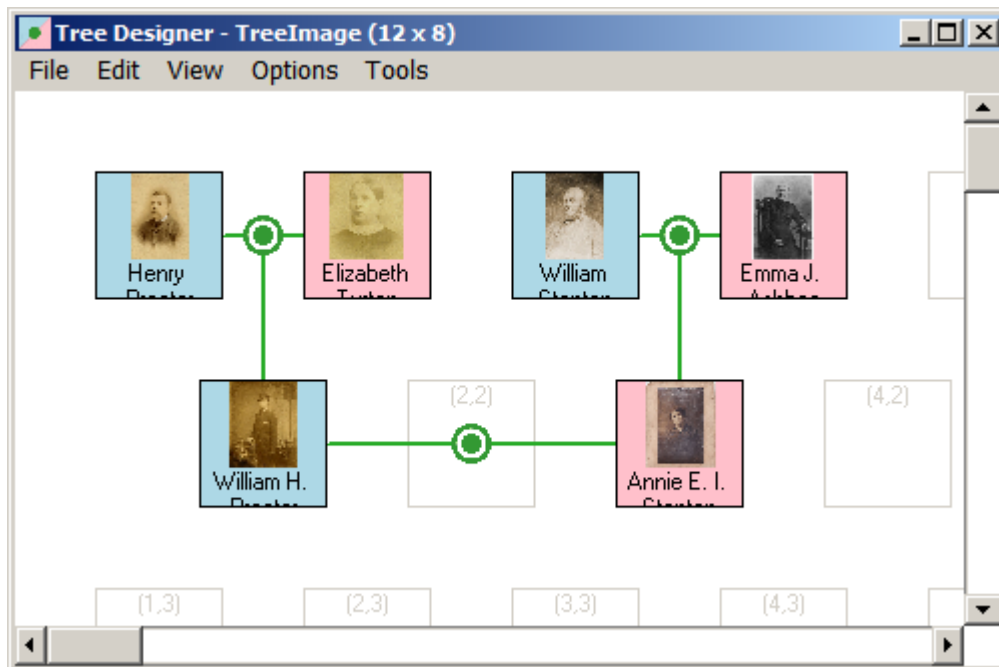 Tree Designer - TreeImage (12 x 8)
File Edit View Options Tools
Henry
Elizabeth
William
Emma J.
(2,2)
(4,2)
William H.
Annie E. I.
(1,3)
(2,3)
(3,3)
(4,3)